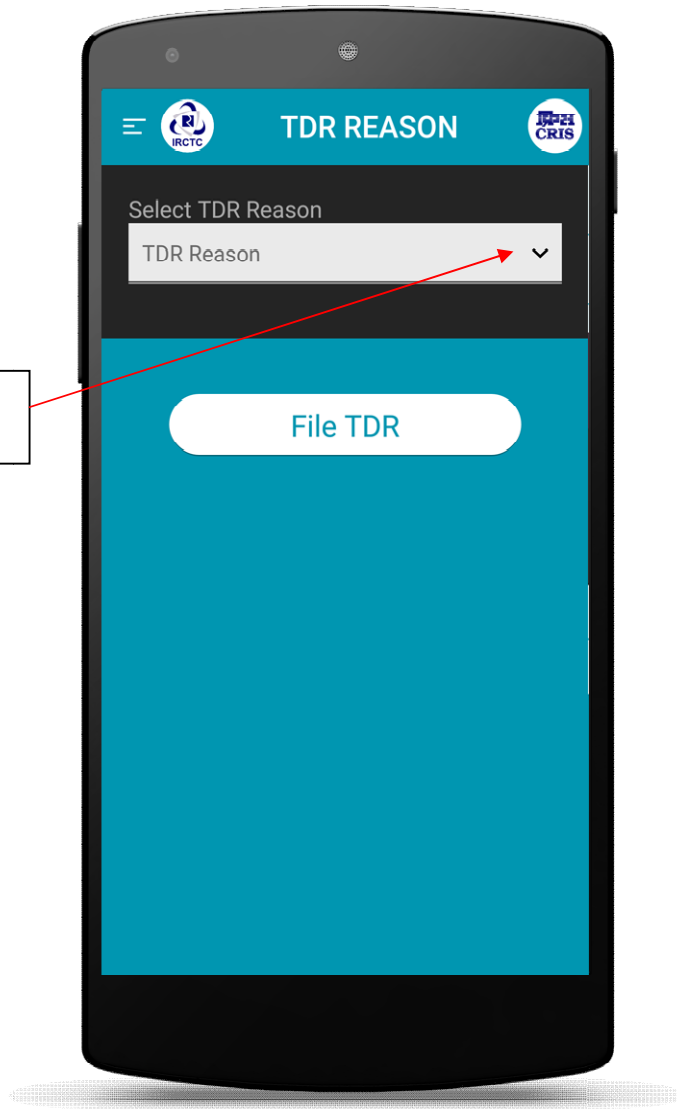 IRCTC
TDR REASON
क्रिस
CRIS
Select TDR Reason
TDR Reason
File TDR